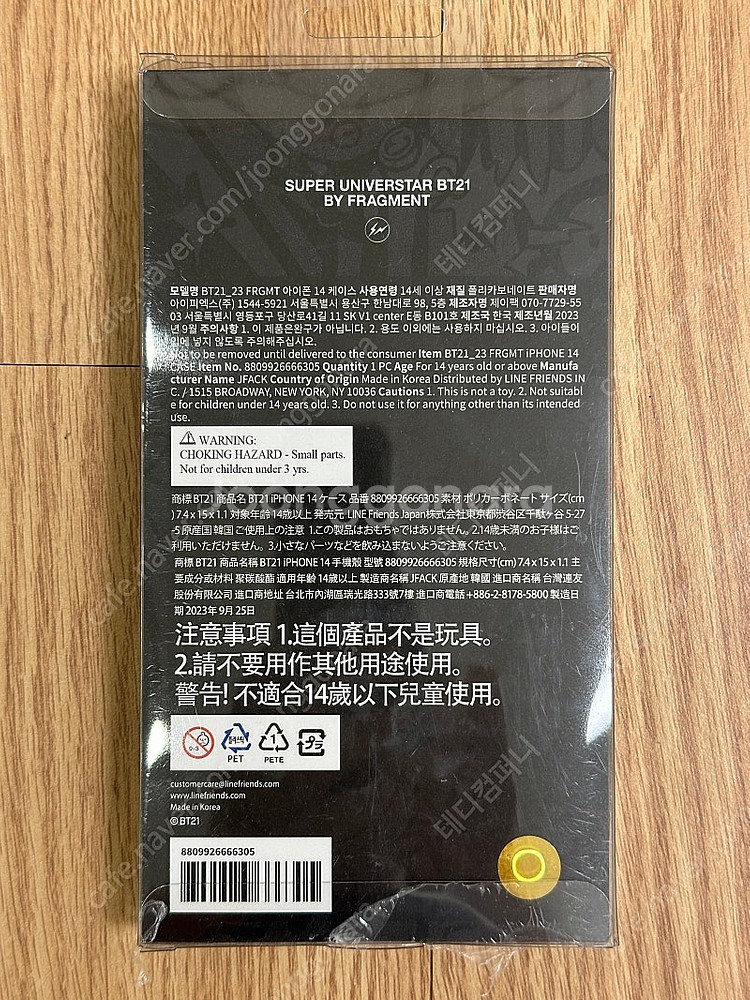 SUPER UNIVERSTAR BT21
BY FRAGMENT
모델명 BT21_23 FRGMT 아이폰 14 케이스 사용연령 14세 이상 재질 폴리카보네이트 판매자명
아이피엑스(주) 1544-5921 서울특별시 용산구 한남대로 98, 5층 제조자명 제이팩 070-7729-55
03 서울특별시 영등포구 당산로41길 11 SK V1 center E동 B101호 제조국 한국 제조년월 2023
년 9월 주의사항 1. 이 제품은완구가 아닙니다. 2. 용도 이외에는 사용하지 마십시오. 3. 아이들이
입에 넣지 않도록 주의해주십시오.
Not to be removed until delivered to the consumer Item BT21_23 FRGMT iPHONE 14
CASE Item No. 8809926666305 Quantity 1 PC Age For 14 years old or above Manufa
cturer Name JFACK Country of Origin Made in Korea Distributed by LINE FRIENDS IN
C. / 1515 BROADWAY, NEW YORK, NY 10036 Cautions 1. This is not a toy. 2. Not suitabl
e for children under 14 years old. 3. Do not use it for anything other than its intended
use.
WARNING:
CHOKING HAZARD - Small parts.
Not for children under 3 yrs.
商標 BT21 商品名 BT21 iPHONE 14 ケース 品番 8809926666305 素材 ポリカーボネート サイズ(cm
) 7.4 x 15 x 1.1 対象年齢 14歳以上 発売元 LINE Friends Japan株式会社東京都渋谷区千駄ヶ谷 5-27
-5 原産国 韓国 ご使用上の注意 1.この製品はおもちゃではありません。2.14歳未満のお子様はご
利用いただけません。3.小さなパーツなどを飲み込まないようご注意ください。
商標 BT21 商品名稱 BT21 iPHONE 14 手機殼 型號 8809926666305 規格尺寸(cm) 7.4 x 15 x 1.1 主
要成分或材料 聚碳酸酯 適用年齡 14歲以上 製造商名稱 JFACK 原產地 韓國 進口商名稱 台灣連友
股份有限公司 進口商地址 台北市內湖區瑞光路333號7樓 進口商電話 +886-2-8178-5800 製造日
期 2023年 9月 25日
注意事項 1.這個產品不是玩具。
2.請不要用作其他用途使用。
警告! 不適合14歲以下兒童使用。
0-3
PET
1
PETE
プラ
customercare@linefriends.com
www.linefriends.com
Made in Korea
©BT21
8809926666305
cafe.naver.com/joonggonara
테디컴퍼니
joonggonara